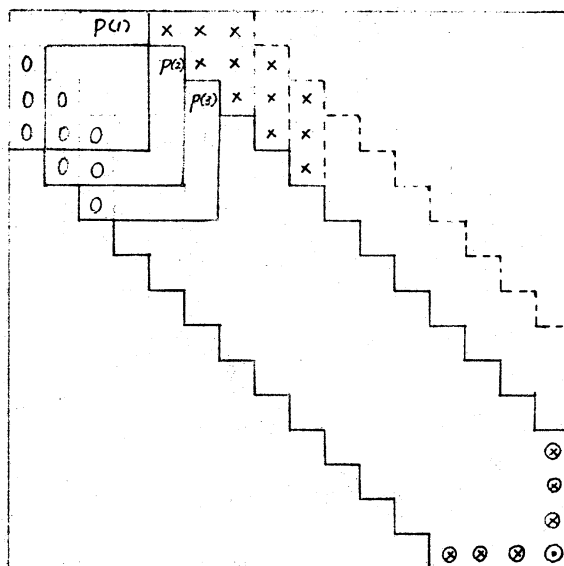 P(1) × × ×
0 P(2) × × ×
0 0 P(3) × ×
0 0 0 × ×
0 0 ×
0
⊗
⊗
⊗
⊗ ⊗ ⊗ ⊙